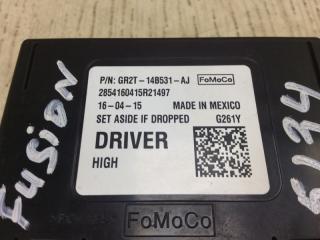 FUSION
P/N: GR2T-14B531-AJ FoMoCo
2854160415R21497
16-04-15 MADE IN MEXICO
SET ASIDE IF DROPPED G261Y
DRIVER
HIGH
FoMoCo